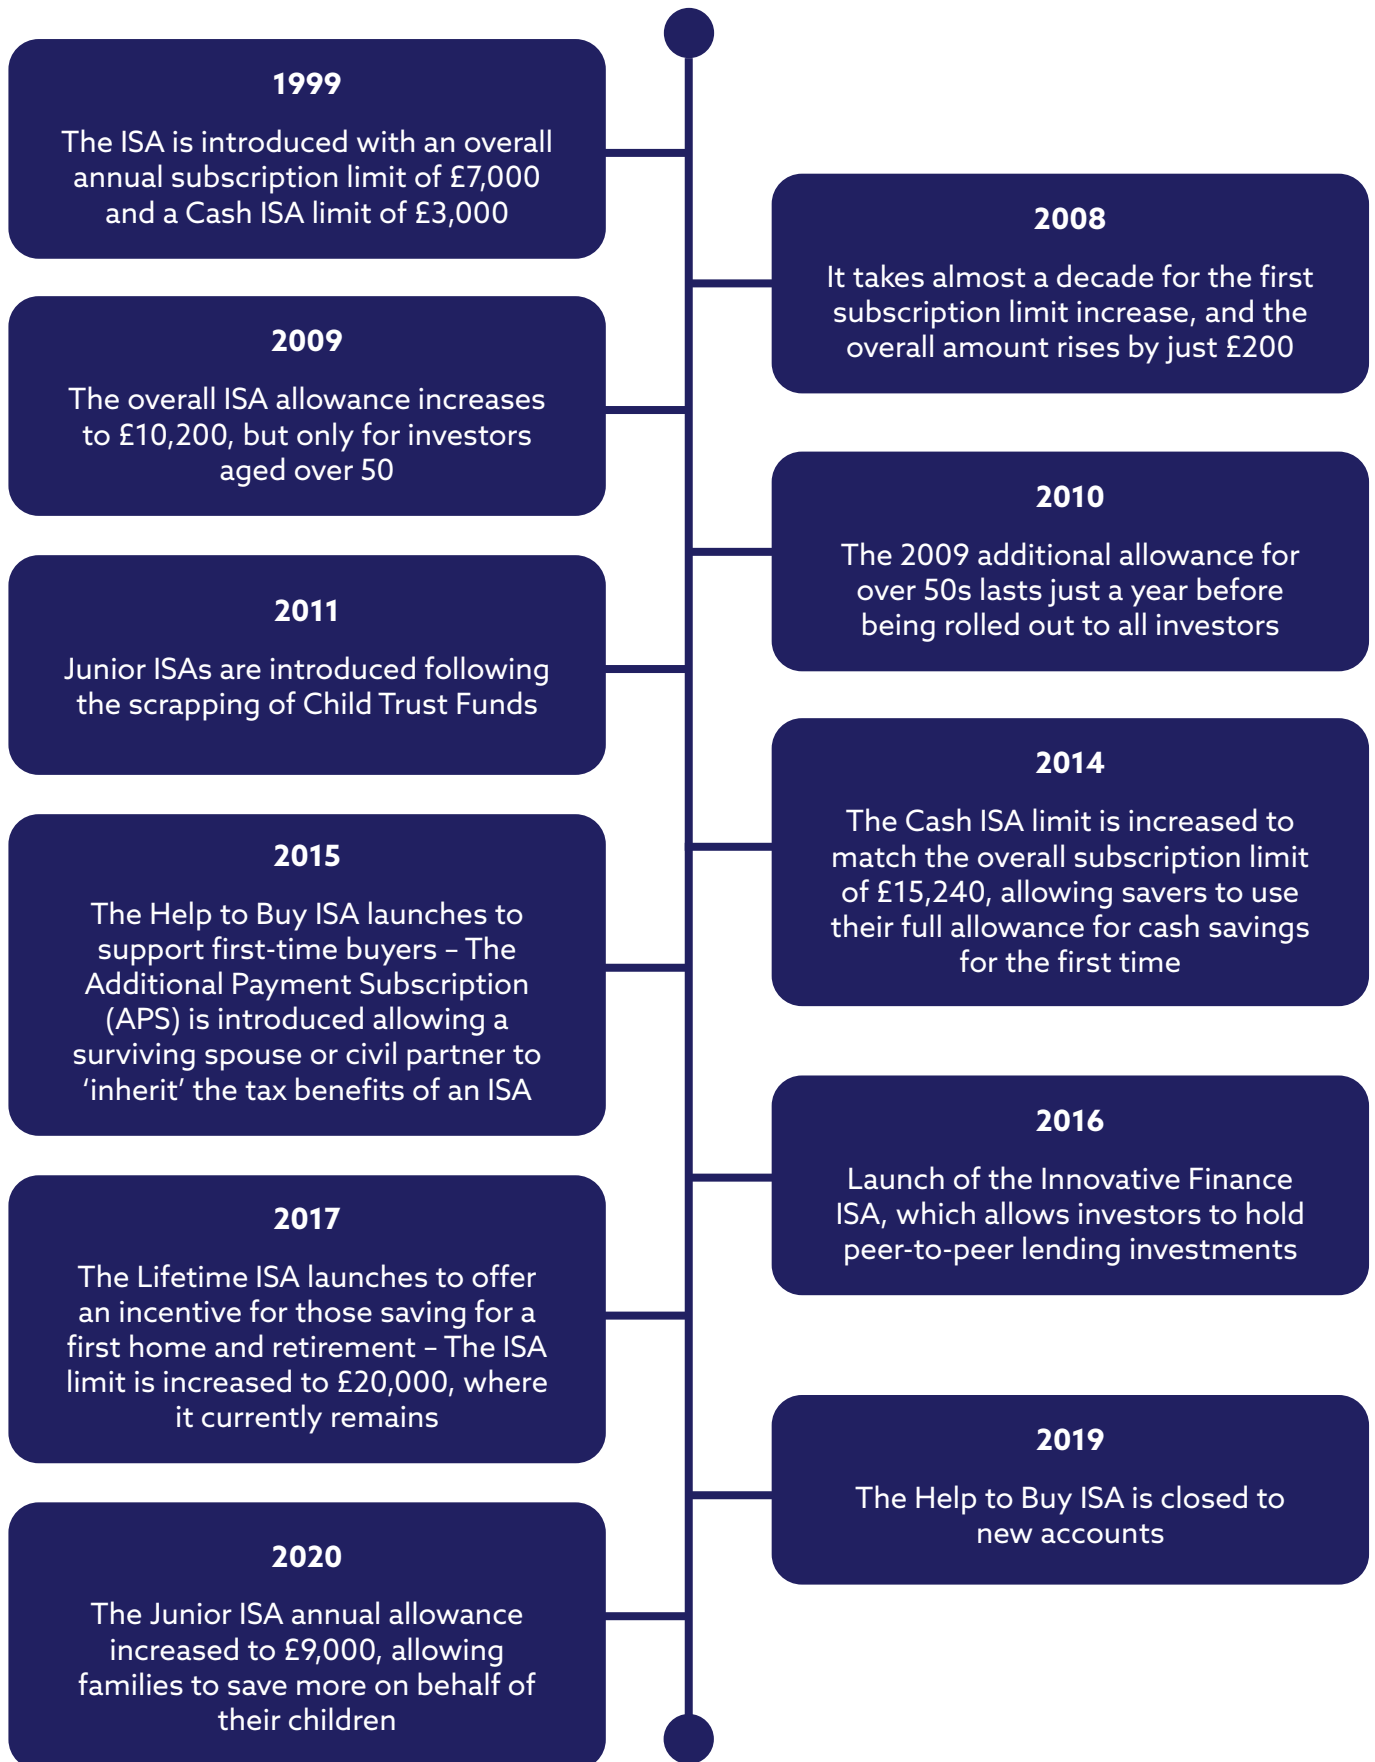 1999
The ISA is introduced with an overall
annual subscription limit of £7,000
and a Cash ISA limit of £3,000
2008
It takes almost a decade for the first
subscription limit increase, and the
overall amount rises by just £200
2009
The overall ISA allowance increases
to £10,200, but only for investors
aged over 50
2010
The 2009 additional allowance for
over 50s lasts just a year before
being rolled out to all investors
2011
Junior ISAs are introduced following
the scrapping of Child Trust Funds
2014
The Cash ISA limit is increased to
match the overall subscription limit
of £15,240, allowing savers to use
their full allowance for cash savings
for the first time
2015
The Help to Buy ISA launches to
support first-time buyers – The
Additional Payment Subscription
(APS) is introduced allowing a
surviving spouse or civil partner to
‘inherit’ the tax benefits of an ISA
2016
Launch of the Innovative Finance
ISA, which allows investors to hold
peer-to-peer lending investments
2017
The Lifetime ISA launches to offer
an incentive for those saving for a
first home and retirement – The ISA
limit is increased to £20,000, where
it currently remains
2019
The Help to Buy ISA is closed to
new accounts
2020
The Junior ISA annual allowance
increased to £9,000, allowing
families to save more on behalf of
their children